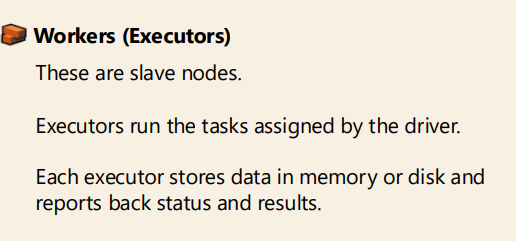 Workers (Executors)
These are slave nodes.
Executors run the tasks assigned by the driver.
Each executor stores data in memory or disk and
reports back status and results.